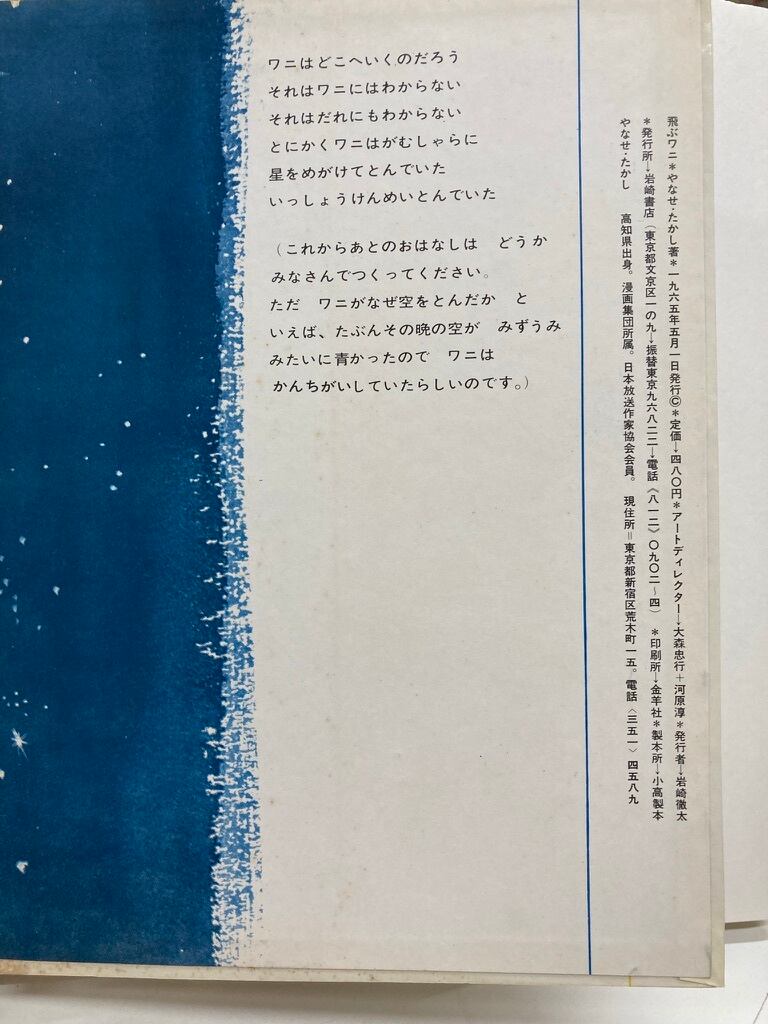 ワニはどこへいくのだろう
それはワニにはわからない
それはだれにもわからない
とにかくワニはがむしゃらに
星をめがけてとんでいた
いっしょうけんめいとんでいた
(これからあとのおはなしは　どうか
みなさんでつくってください。
ただ　ワニがなぜ空をとんだか　と
いえば、たぶんその晩の空が　みずうみ
みたいに青かったので　ワニは
かんちがいしていたらしいのです。)
飛ぶワニ＊やなせ・たかし著＊一九六五年五月一日発行©＊定価→四八〇円＊アートディレクター→大森忠行＋河原淳＊発行者→岩崎徹太
＊発行所→岩崎書店（東京都文京区一の九→振替東京九六八二二→電話《八一二》〇九〇二〜四）　＊印刷所→金羊社＊製本所→小高製本
やなせ・たかし　高知県出身。漫画集団所属。日本放送作家協会会員。　現住所＝東京都新宿区荒木町一五。電話〈三五一〉四五八九